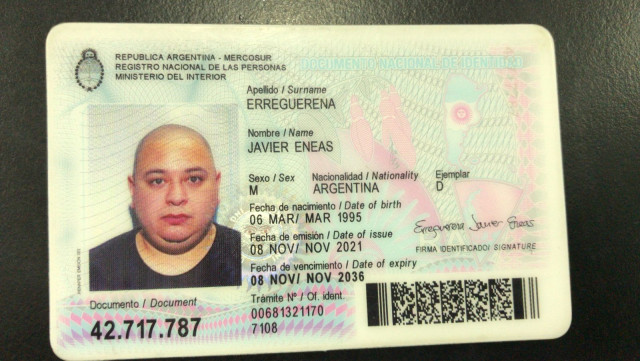 REPUBLICA ARGENTINA - MERCOSUR
REGISTRO NACIONAL DE LAS PERSONAS
MINISTERIO DEL INTERIOR
DOCUMENTO NACIONAL DE IDENTIDAD
Apellido / Surname
ERREGUERENA
Nombre / Name
JAVIER ENEAS
Sexo / Sex Nacionalidad / Nationality Ejemplar
M ARGENTINA D
Fecha de nacimiento / Date of birth
06 MAR/ MAR 1995
Fecha de emisión / Date of issue
08 NOV/ NOV 2021
Erreguerena Javier Eneas
FIRMA IDENTIFICADO/ SIGNATURE
Fecha de vencimiento / Date of expiry
08 NOV/ NOV 2036
Trámite Nº / Of. ident.
00681321170
7108
Documento / Document
42.717.787